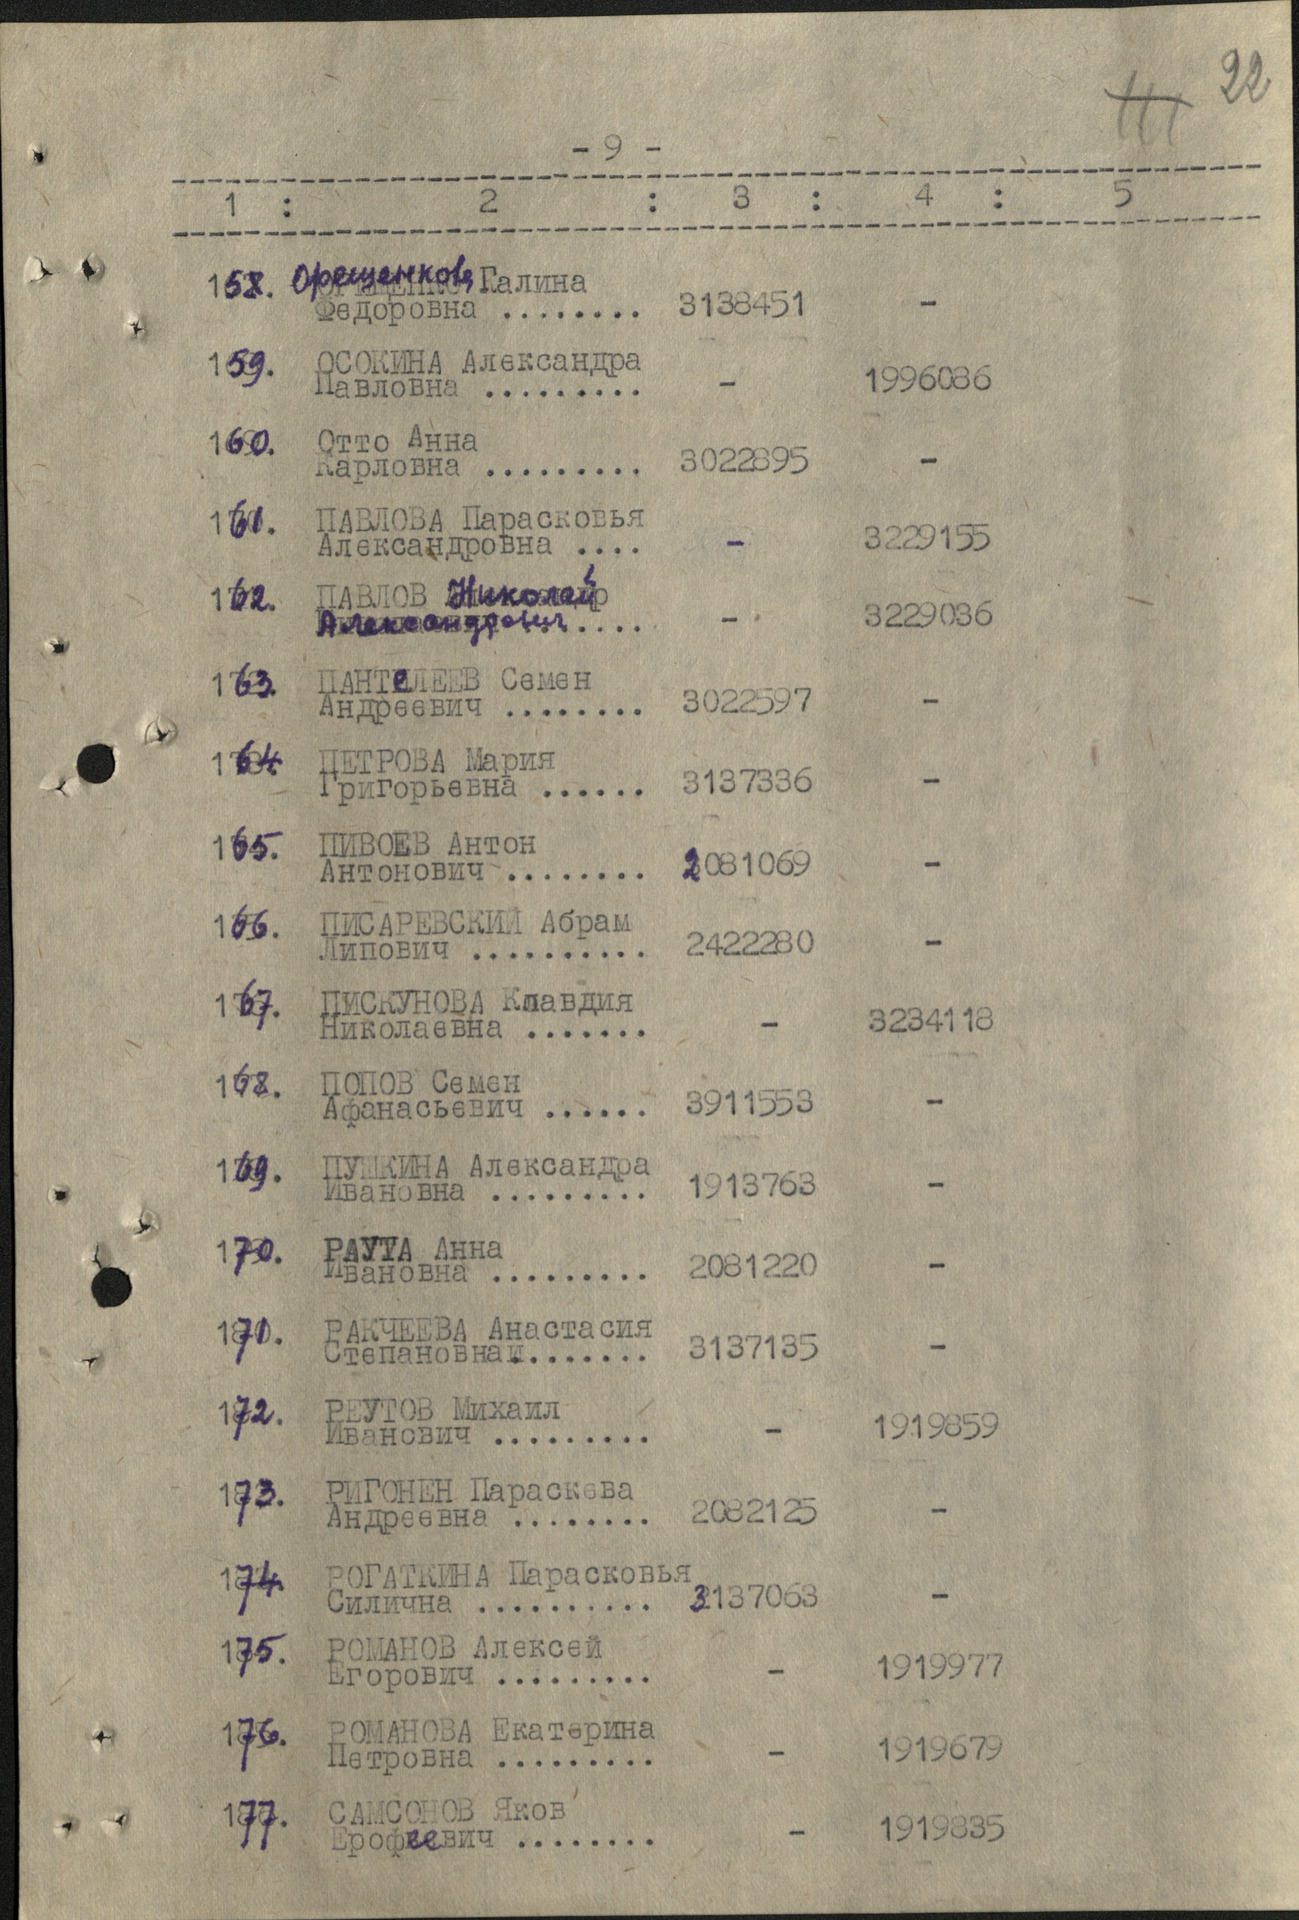 22
- 9 -
1 : 2 : 3 : 4 : 5
158. Орещенкова Галина
Федоровна ........ 3138451 -
159. ОСОКИНА Александра
Павловна ......... - 1996086
160. Отто Анна
Карловна ......... 3022895 -
161. ПАВЛОВА Парасковья
Александровна .... - 3229155
162. ПАВЛОВ Николай
Александрович ...... - 3229036
163. ПАНТЕЛЕЕВ Семен
Андреевич ........ 3022597 -
164. ПЕТРОВА Мария
Григорьевна ...... 3137336 -
165. ПИВОЕВ Антон
Антонович ........ 2081069 -
166. ПИСАРЕВСКИЙ Абрам
Липович .......... 2422280 -
167. ПИСКУНОВА Клавдия
Николаевна ....... - 3234118
168. ПОПОВ Семен
Афанасьевич ...... 3911553 -
169. ПУШКИНА Александра
Ивановна ......... 1913763 -
170. РАУТА Анна
Ивановна ......... 2081220 -
171. РАКЧЕЕВА Анастасия
Степановна ....... 3137135 -
172. РЕУТОВ Михаил
Иванович ......... - 1919859
173. РИГОНЕН Параскева
Андреевна ........ 2082125 -
174. РОГАТКИНА Парасковья
Силична .......... 3137063 -
175. РОМАНОВ Алексей
Егорович ......... - 1919977
176. РОМАНОВА Екатерина
Петровна ......... - 1919679
177. САМСОНОВ Яков
Ерофеевич ........ - 1919835